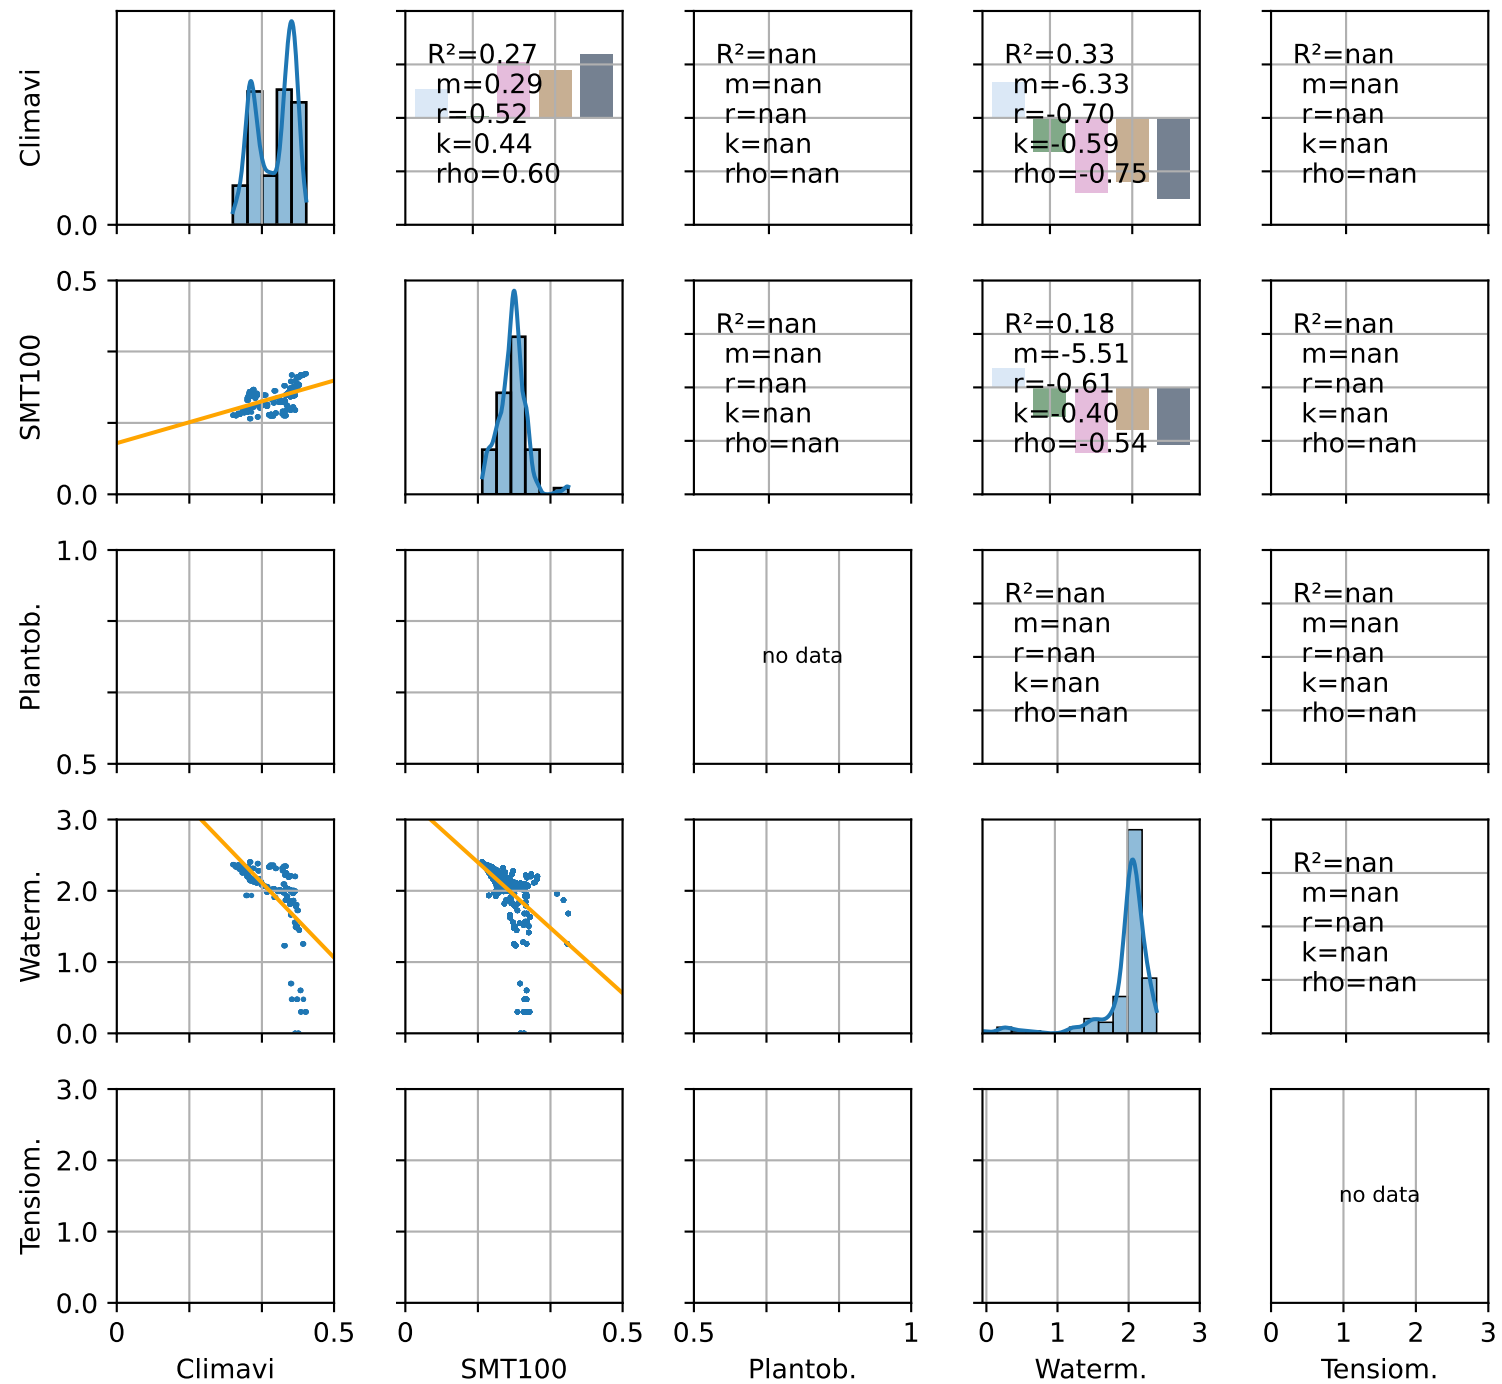 Climavi
0.0
R²=0.27
m=0.29
r=0.52
k=0.44
rho=0.60
R²=nan
m=nan
r=nan
k=nan
rho=nan
R²=0.33
m=-6.33
r=-0.70
k=-0.59
rho=-0.75
R²=nan
m=nan
r=nan
k=nan
rho=nan
SMT100
0.5
0.0
R²=nan
m=nan
r=nan
k=nan
rho=nan
R²=0.18
m=-5.51
r=-0.61
k=-0.40
rho=-0.54
R²=nan
m=nan
r=nan
k=nan
rho=nan
Plantob.
1.0
0.5
no data
R²=nan
m=nan
r=nan
k=nan
rho=nan
R²=nan
m=nan
r=nan
k=nan
rho=nan
Waterm.
3.0
2.0
1.0
0.0
R²=nan
m=nan
r=nan
k=nan
rho=nan
Tensiom.
3.0
2.0
1.0
0.0
no data
0 0.5 0 0.5 0.5 1 0 1 2 3 0 1 2 3
Climavi SMT100 Plantob. Waterm. Tensiom.